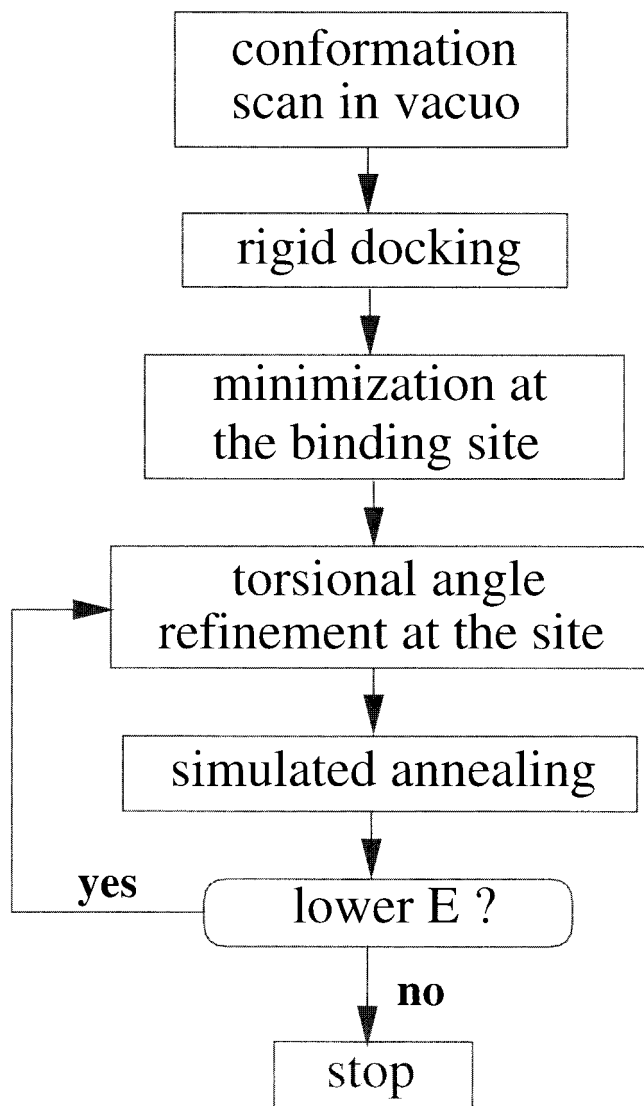 conformation
scan in vacuo
rigid docking
minimization at
the binding site
torsional angle
refinement at the site
simulated annealing
yes
lower E ?
no
stop